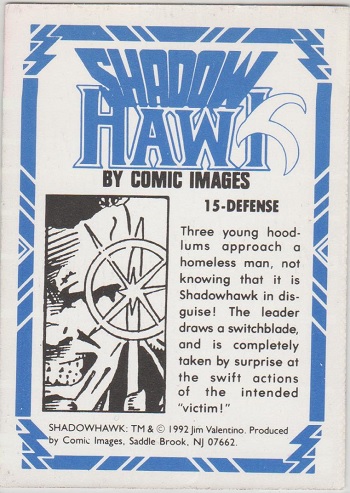 SHADOW
HAWK
BY COMIC IMAGES
15-DEFENSE
Three young hood-
lums approach a
homeless man, not
knowing that it is
Shadowhawk in dis-
guise! The leader
draws a switchblade,
and is completely
taken by surprise at
the swift actions
of the intended
"victim!"
SHADOWHAWK: TM & © 1992 Jim Valentino. Produced
by Comic Images, Saddle Brook, NJ 07662.